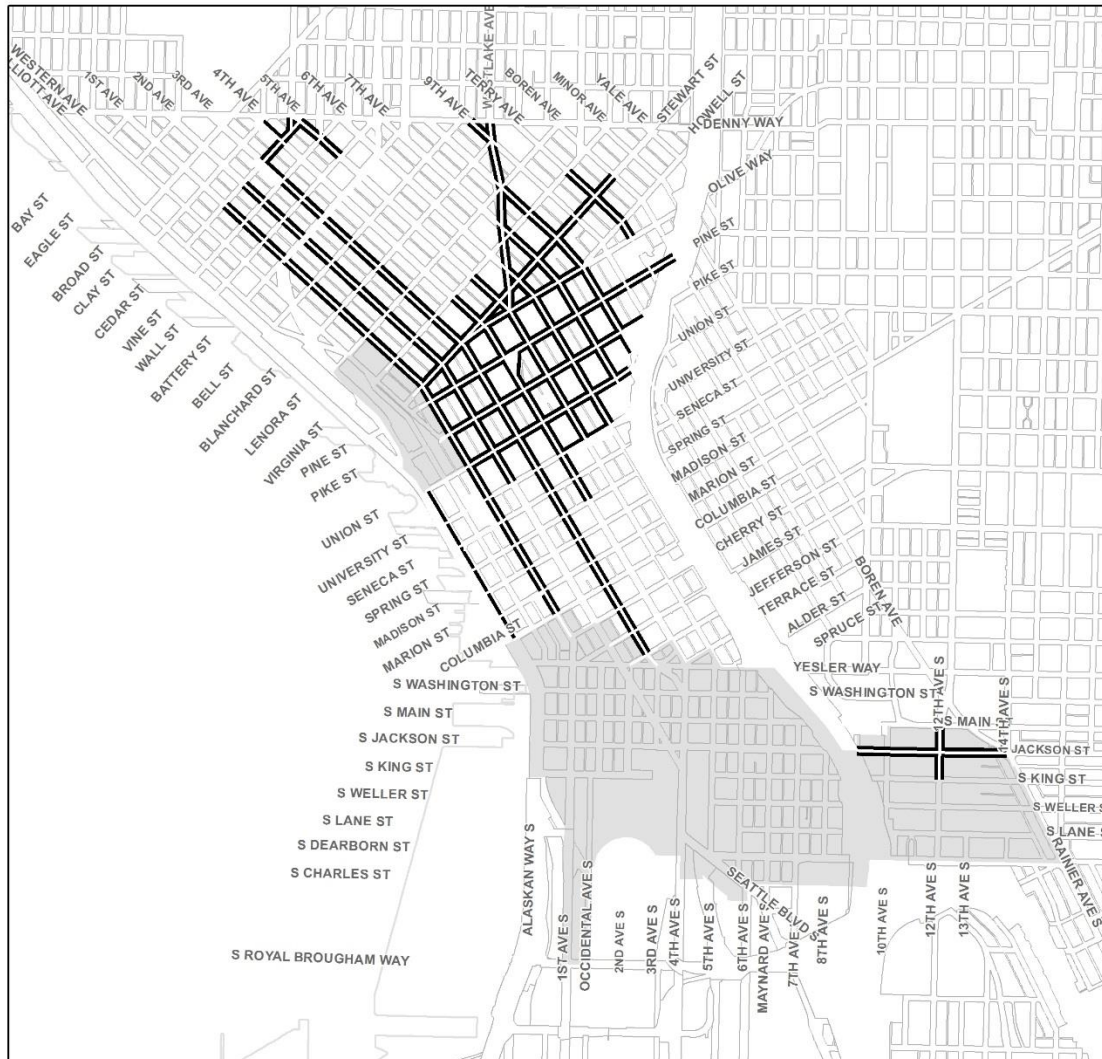 WESTERN AVE
ELLIOTT AVE
1ST AVE
2ND AVE
3RD AVE
4TH AVE
5TH AVE
6TH AVE
7TH AVE
9TH AVE
WESTLAKE AVE
TERRY AVE
BOREN AVE
MINOR AVE
YALE AVE
STEWART ST
HOWELL ST
DENNY WAY
OLIVE WAY
PINE ST
PIKE ST
UNION ST
UNIVERSITY ST
SENECA ST
SPRING ST
MADISON ST
MARION ST
COLUMBIA ST
CHERRY ST
JAMES ST
JEFFERSON ST
TERRACE ST
ALDER ST
SPRUCE ST
BOREN AVE
YESLER WAY
BAY ST
EAGLE ST
BROAD ST
CLAY ST
CEDAR ST
VINE ST
WALL ST
BATTERY ST
BELL ST
BLANCHARD ST
LENORA ST
VIRGINIA ST
PINE ST
PIKE ST
UNION ST
UNIVERSITY ST
SENECA ST
SPRING ST
MADISON ST
MARION ST
COLUMBIA ST
S WASHINGTON ST
S MAIN ST
S JACKSON ST
S KING ST
S WELLER ST
S LANE ST
S DEARBORN ST
S CHARLES ST
S ROYAL BROUGHAM WAY
S WASHINGTON ST
12TH AVE S
S MAIN S
14TH AVE S
JACKSON ST
S KING ST
S WELLER S
S LANE S
RAINIER AVE S
ALASKAN WAY S
1ST AVE S
OCCIDENTAL AVE S
2ND AVE S
3RD AVE S
4TH AVE S
5TH AVE S
6TH AVE S
MAYNARD AVE S
7TH AVE S
8TH AVE S
SEATTLE BLVD S
10TH AVE S
12TH AVE S
13TH AVE S